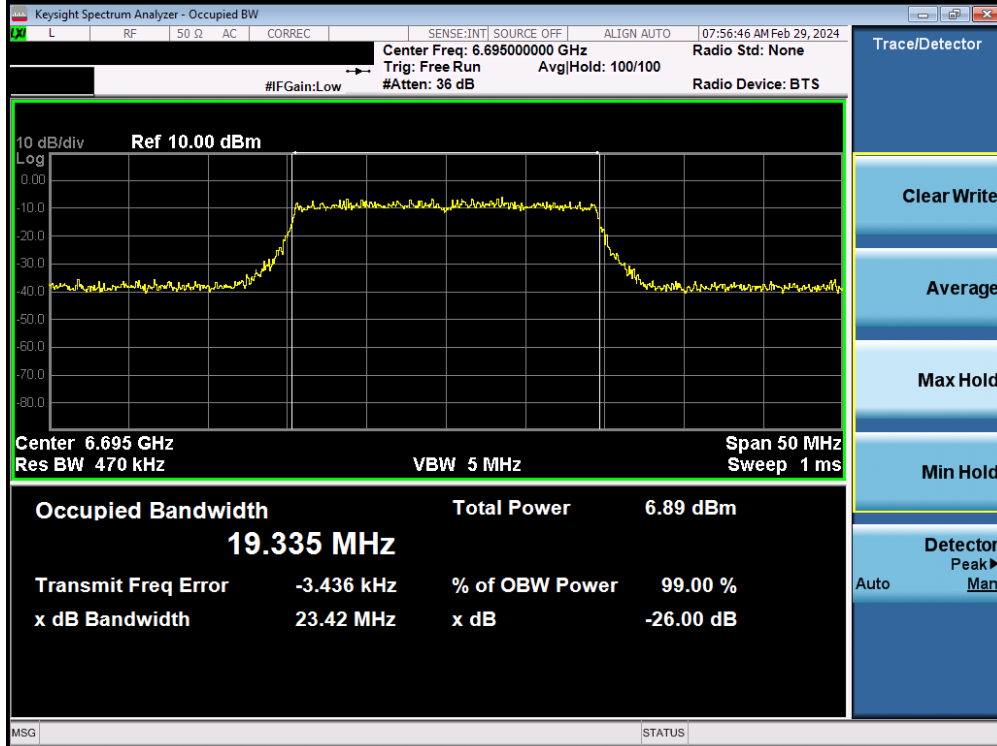 Keysight Spectrum Analyzer - Occupied BW
LXI L RF 50 Ω AC CORREC SENSE:INT SOURCE OFF ALIGN AUTO 07:56:46 AM Feb 29, 2024
Center Freq: 6.695000000 GHz Radio Std: None
Trig: Free Run Avg|Hold: 100/100
#IFGain:Low #Atten: 36 dB Radio Device: BTS
10 dB/div Ref 10.00 dBm
Log
0.00
-10.0
-20.0
-30.0
-40.0
-50.0
-60.0
-70.0
-80.0
Center 6.695 GHz Span 50 MHz
Res BW 470 kHz VBW 5 MHz Sweep 1 ms
Occupied Bandwidth Total Power 6.89 dBm
19.335 MHz
Transmit Freq Error -3.436 kHz % of OBW Power 99.00 %
x dB Bandwidth 23.42 MHz x dB -26.00 dB
MSG STATUS
Trace/Detector
Clear Write
Average
Max Hold
Min Hold
Detector
Peak▶
Auto Man